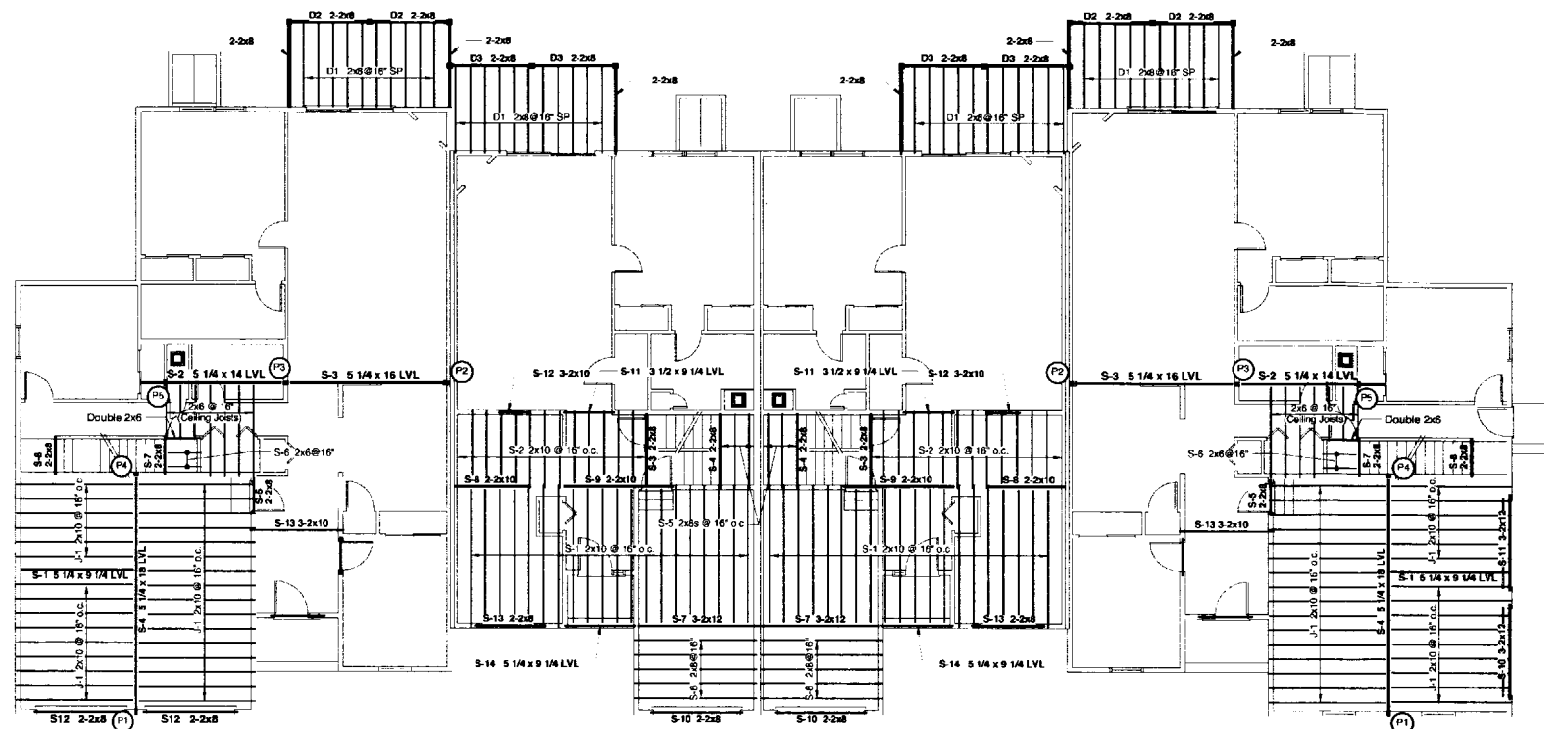 D2 2-2x8
D2 2-2x8
D2 2-2x8
D2 2-2x8
2-2x8
2-2x8
2-2x8
2-2x8
D3 2-2x8
D3 2-2x8
D3 2-2x8
D3 2-2x8
D1 2x8@16" SP
D1 2x8@16" SP
2-2x8
2-2x8
D1 2x8@16" SP
D1 2x8@16" SP
S-2 5 1/4 x 14 LVL
P3
S-3 5 1/4 x 16 LVL
P2
S-12 3-2x10
S-11 3 1/2 x 9 1/4 LVL
S-11 3 1/2 x 9 1/4 LVL
S-12 3-2x10
P2
S-3 5 1/4 x 16 LVL
P3
S-2 5 1/4 x 14 LVL
P5
P5
Double 2x6
2x6 @ 16"
Ceiling Joists
2x6 @ 16"
Ceiling Joists
Double 2x6
S-8 2-2x8
P4
S-7 2-2x8
S-6 2x6@16"
S-2 2x10 @ 16" o.c.
S-3 2-2x8
S-4 2-2x8
S-4 2-2x8
S-3 2-2x8
S-2 2x10 @ 16" o.c.
S-6 2x6@16"
S-7 2-2x8
P4
S-8 2-2x8
S-8 2-2x10
S-9 2-2x10
S-9 2-2x10
S-8 2-2x10
S-5 2-2x8
S-5 2-2x8
J-1 2x10 @ 16" o.c.
S-13 3-2x10
S-5 2x8s @ 16" o.c
S-13 3-2x10
J-1 2x10 @ 16" o.c.
S-11 3-2x12
S-1 2x10 @ 16" o.c.
S-1 2x10 @ 16" o.c.
S-1 5 1/4 x 9 1/4 LVL
S-4 5 1/4 x 18 LVL
J-1 2x10 @ 16" o.c.
J-1 2x10 @ 16" o.c.
S-4 5 1/4 x 18 LVL
S-1 5 1/4 x 9 1/4 LVL
J-1 2x10 @ 16" o.c.
S-13 2-2x8
S-7 3-2x12
S-7 3-2x12
S-13 2-2x8
J-1 2x10 @ 16" o.c.
S-10 3-2x12
S-14 5 1/4 x 9 1/4 LVL
S-6 2x8@16"
S-6 2x8@16"
S-14 5 1/4 x 9 1/4 LVL
S12 2-2x8
P1
S12 2-2x8
S-10 2-2x8
S-10 2-2x8
P1